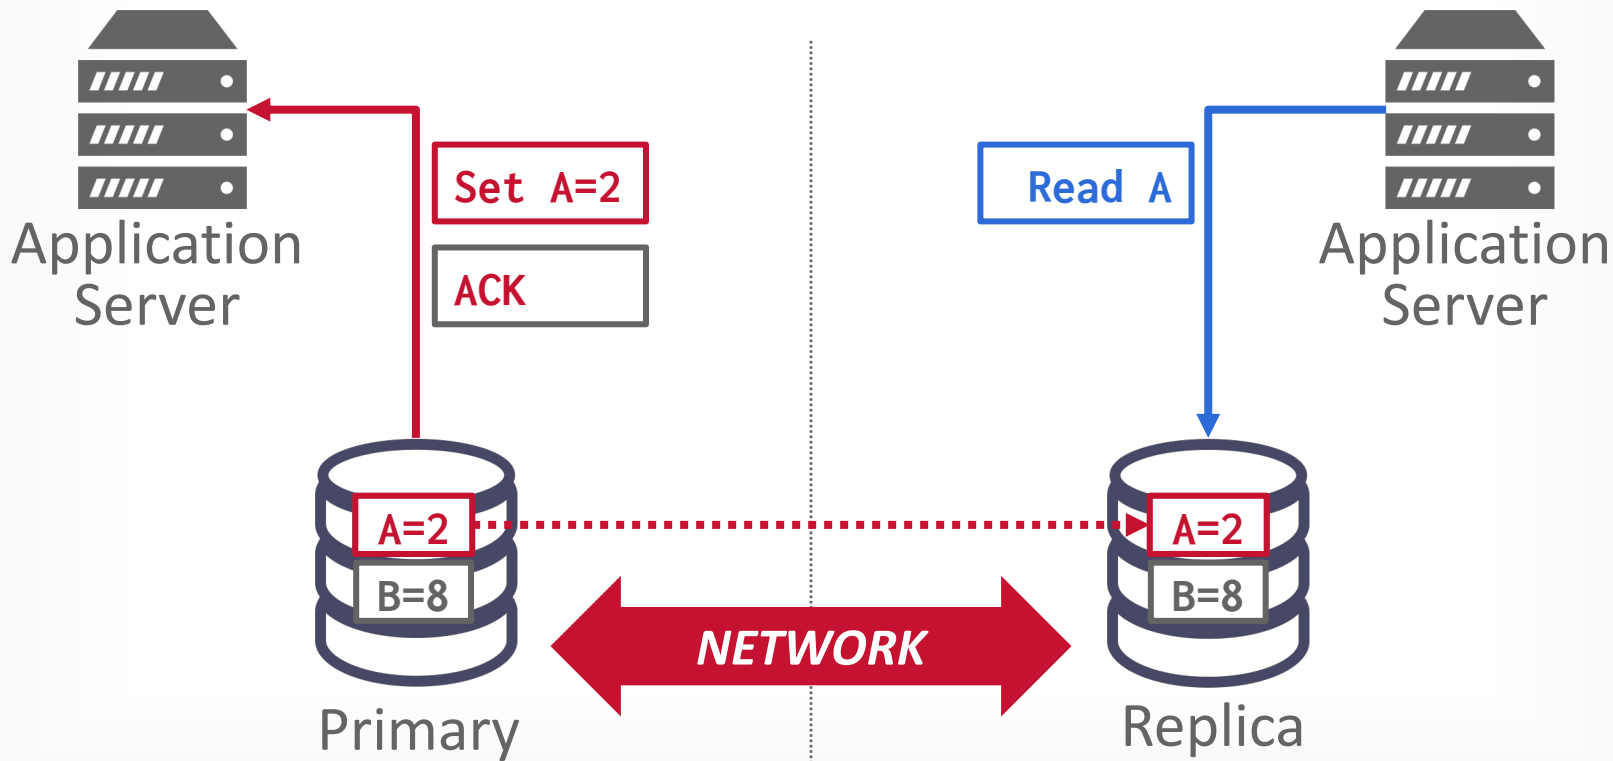 Application
Server
Set A=2
ACK
Read A
Application
Server
A=2
B=8
A=2
B=8
NETWORK
Primary
Replica